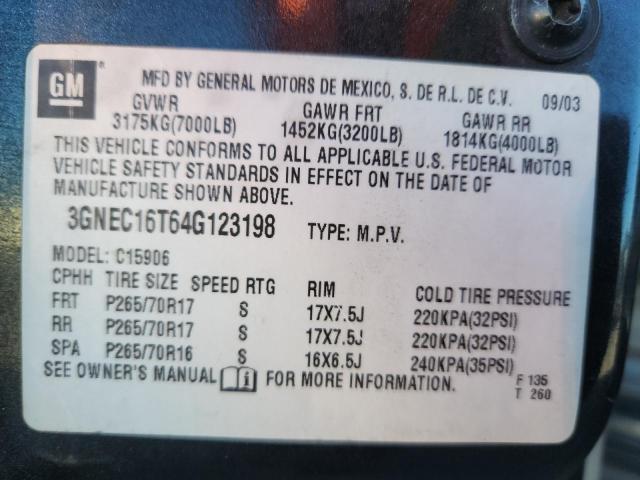 GM
MFD BY GENERAL MOTORS DE MEXICO, S. DE R.L. DE C.V. 09/03
GVWR GAWR FRT GAWR RR
3175KG(7000LB) 1452KG(3200LB) 1814KG(4000LB)
THIS VEHICLE CONFORMS TO ALL APPLICABLE U.S. FEDERAL MOTOR
VEHICLE SAFETY STANDARDS IN EFFECT ON THE DATE OF
MANUFACTURE SHOWN ABOVE.
3GNEC16T64G123198 TYPE: M.P.V.
MODEL: C15906
CPHH TIRE SIZE SPEED RTG RIM COLD TIRE PRESSURE
FRT P265/70R17 S 17X7.5J 220KPA(32PSI)
RR P265/70R17 S 17X7.5J 220KPA(32PSI)
SPA P265/70R16 S 16X6.5J 240KPA(35PSI)
SEE OWNER'S MANUAL FOR MORE INFORMATION.
F 135
T 260